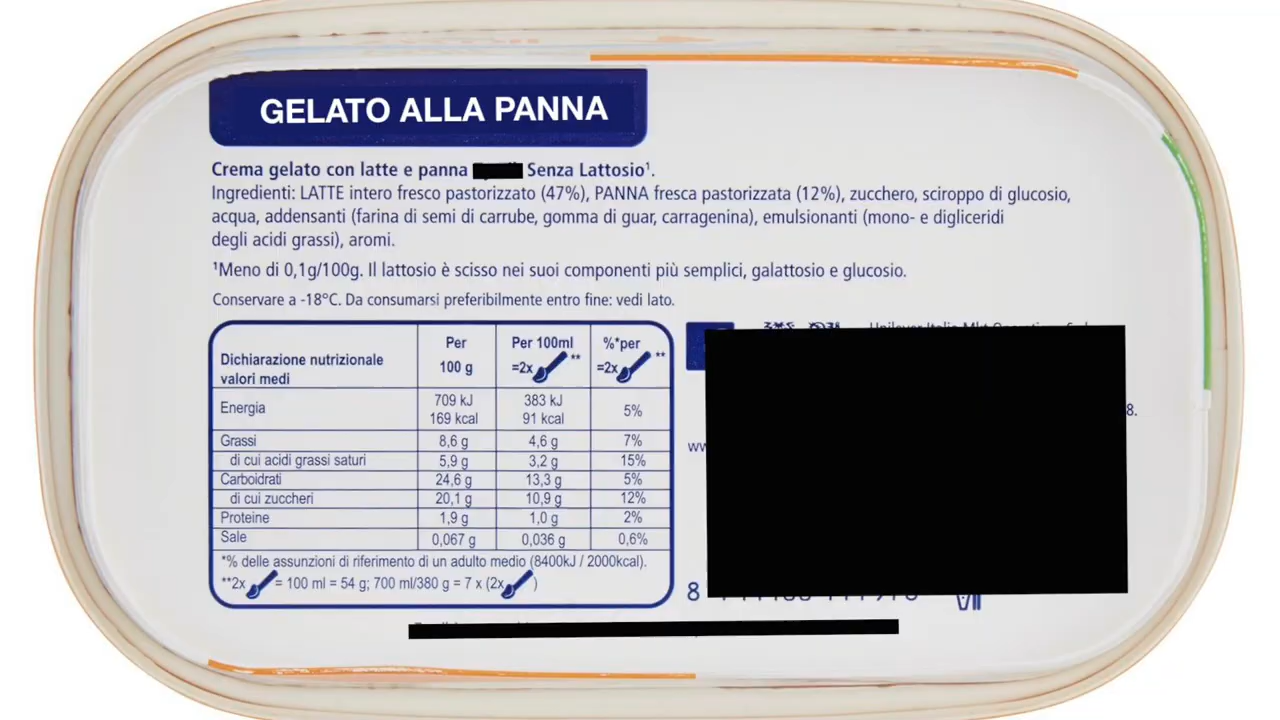 GELATO ALLA PANNA
Crema gelato con latte e panna Senza Lattosio¹.
Ingredienti: LATTE intero fresco pastorizzato (47%), PANNA fresca pastorizzata (12%), zucchero, sciroppo di glucosio,
acqua, addensanti (farina di semi di carrube, gomma di guar, carragenina), emulsionanti (mono- e digliceridi
degli acidi grassi), aromi.
¹Meno di 0,1g/100g. Il lattosio è scisso nei suoi componenti più semplici, galattosio e glucosio.
Conservare a -18°C. Da consumarsi preferibilmente entro fine: vedi lato.
Dichiarazione nutrizionale
valori medi
Per
100 g
Per 100ml
=2x **
%*per
=2x **
Energia
709 kJ
169 kcal
383 kJ
91 kcal
5%
Grassi 8,6 g 4,6 g 7%
di cui acidi grassi saturi 5,9 g 3,2 g 15%
Carboidrati 24,6 g 13,3 g 5%
di cui zuccheri 20,1 g 10,9 g 12%
Proteine 1,9 g 1,0 g 2%
Sale 0,067 g 0,036 g 0,6%
*% delle assunzioni di riferimento di un adulto medio (8400kJ / 2000kcal).
**2x = 100 ml = 54 g; 700 ml/380 g = 7 x (2x )
8.
8